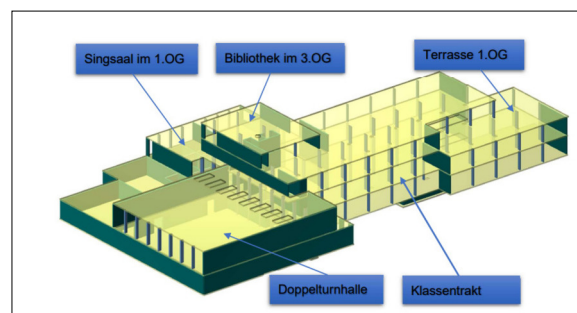 Singsaal im 1.OG
Bibliothek im 3.OG
Terrasse 1.OG
Doppelturnhalle
Klassentrakt